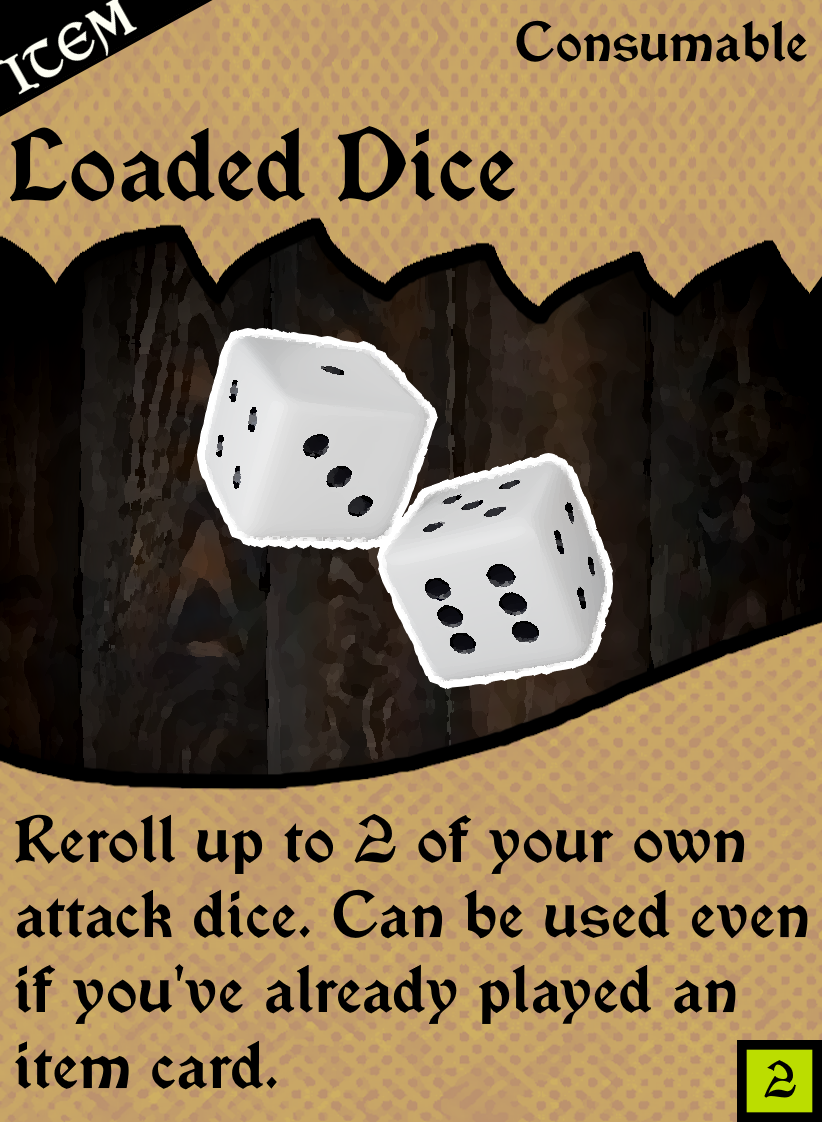 ITEM
Consumable
Loaded Dice
Reroll up to 2 of your own
attack dice. Can be used even
if you've already played an
item card.
2